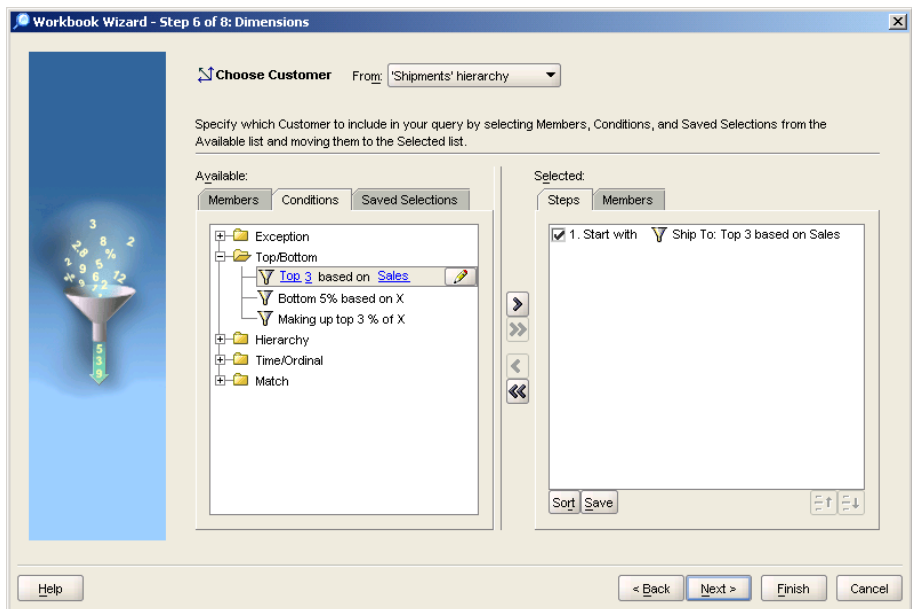 Workbook Wizard - Step 6 of 8: Dimensions
Choose Customer From: 'Shipments' hierarchy
Specify which Customer to include in your query by selecting Members, Conditions, and Saved Selections from the
Available list and moving them to the Selected list.
Available:
Members Conditions Saved Selections
Exception
Top/Bottom
Top 3 based on Sales
Bottom 5% based on X
Making up top 3 % of X
Hierarchy
Time/Ordinal
Match
Selected:
Steps Members
1. Start with Ship To: Top 3 based on Sales
Sort Save
Help < Back Next > Finish Cancel